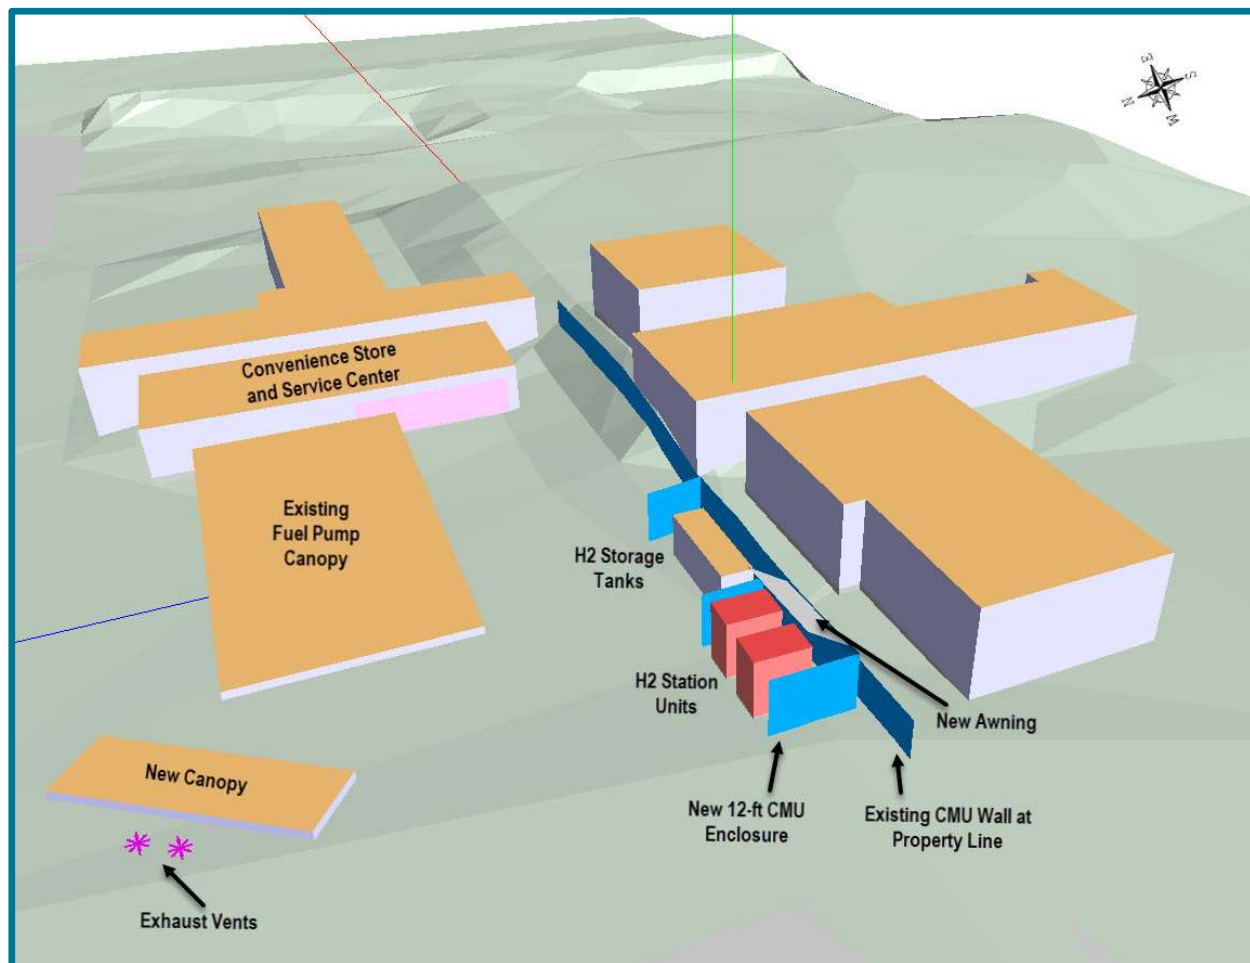 E
S
N
W
Convenience Store
and Service Center
Existing
Fuel Pump
Canopy
H2 Storage
Tanks
H2 Station
Units
New Awning
New Canopy
New 12-ft CMU
Enclosure
Existing CMU Wall at
Property Line
Exhaust Vents